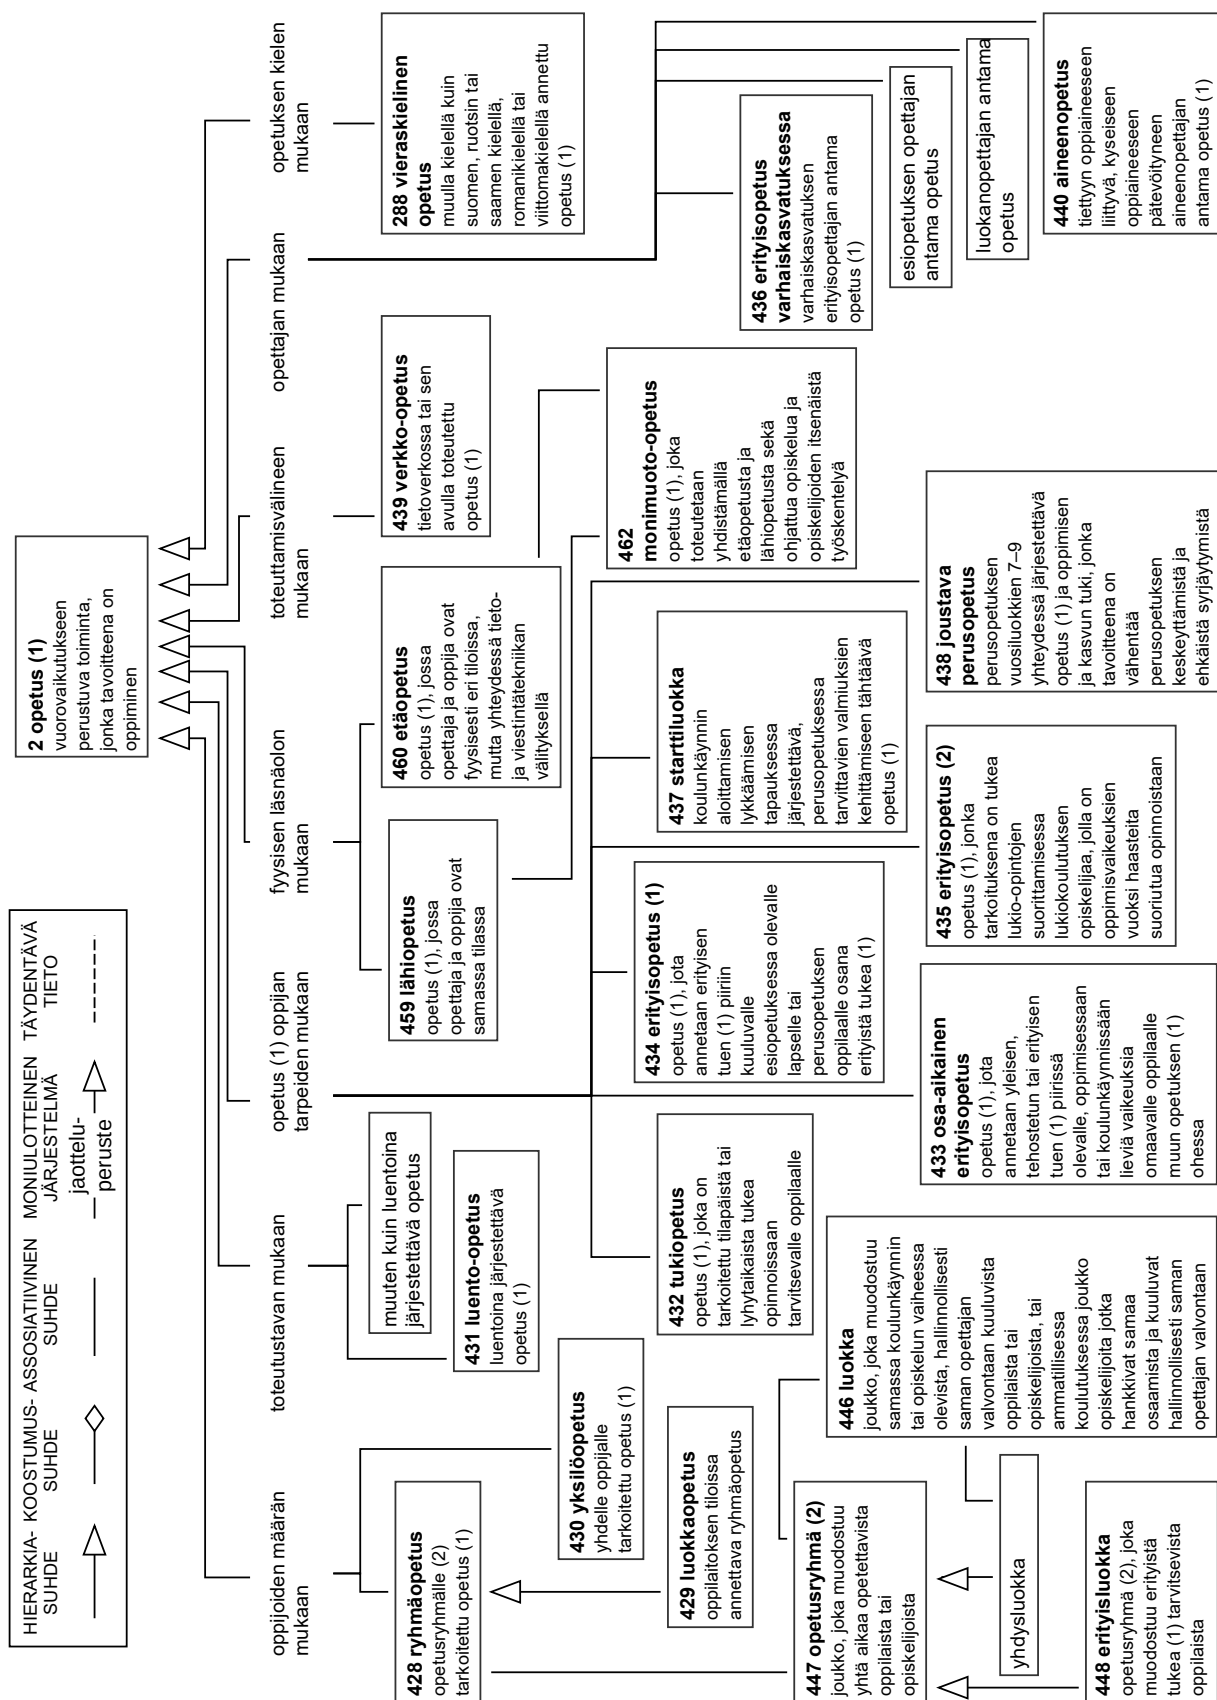 HIERARKIA-
SUHDE
KOOSTUMUS-
SUHDE
ASSOSIATIIVINEN
SUHDE
MONIULOTTEINEN
JÄRJESTELMÄ
TÄYDENTÄVÄ
TIETO
jaottelu-
peruste
2 opetus (1)
vuorovaikutukseen
perustuva toiminta,
jonka tavoitteena on
oppiminen
oppijoiden määrän
mukaan
toteutustavan mukaan
opetus (1) oppijan
tarpeiden mukaan
fyysisen läsnäolon
mukaan
toteuttamisvälineen
mukaan
opettajan mukaan
opetuksen kielen
mukaan
428 ryhmäopetus
opetusryhmälle (2)
tarkoitettu opetus (1)
430 yksilöopetus
yhdelle oppijalle
tarkoitettu opetus (1)
429 luokkaopetus
oppilaitoksen tiloissa
annettava ryhmäopetus
muuten kuin luentoina
järjestettävä opetus
431 luento-opetus
luentoina järjestettävä
opetus (1)
459 lähiopetus
opetus (1), jossa
opettaja ja oppija ovat
samassa tilassa
460 etäopetus
opetus (1), jossa
opettaja ja oppija ovat
fyysisesti eri tiloissa,
mutta yhteydessä tieto-
ja viestintätekniikan
välityksellä
439 verkko-opetus
tietoverkossa tai sen
avulla toteutettu
opetus (1)
288 vieraskielinen
opetus
muulla kielellä kuin
suomen, ruotsin tai
saamen kielellä,
romanikielellä tai
viittomakielellä annettu
opetus (1)
462
monimuoto-opetus
opetus (1), joka
toteutetaan
yhdistämällä
etäopetusta ja
lähiopetusta sekä
ohjattua opiskelua ja
opiskelijoiden itsenäistä
työskentelyä
436 erityisopetus
varhaiskasvatuksessa
varhaiskasvatuksen
erityisopettajan antama
opetus (1)
esiopetuksen opettajan
antama opetus
luokanopettajan antama
opetus
440 aineenopetus
tiettyyn oppiaineeseen
liittyvä, kyseiseen
oppiaineeseen
pätevöityneen
aineenopettajan
antama opetus (1)
432 tukiopetus
opetus (1), joka on
tarkoitettu tilapäistä tai
lyhytaikaista tukea
opinnoissaan
tarvitsevalle oppilaalle
434 erityisopetus (1)
opetus (1), jota
annetaan erityisen
tuen (1) piiriin
kuuluvalle
esiopetuksessa olevalle
lapselle tai
perusopetuksen
oppilaalle osana
erityistä tukea (1)
437 starttiluokka
koulunkäynnin
aloittamisen
lykkäämisen
tapauksessa
järjestettävä,
perusopetuksessa
tarvittavien valmiuksien
kehittämiseen tähtäävä
opetus (1)
433 osa-aikainen
erityisopetus
opetus (1), jota
annetaan yleisen,
tehostetun tai erityisen
tuen (1) piirissä
olevalle, oppimisessaan
tai koulunkäynnissään
lieviä vaikeuksia
omaavalle oppilaalle
muun opetuksen (1)
ohessa
435 erityisopetus (2)
opetus (1), jonka
tarkoituksena on tukea
lukio-opintojen
suorittamisessa
lukiokoulutuksen
opiskelijaa, jolla on
oppimisvaikeuksien
vuoksi haasteita
suoriutua opinnoistaan
438 joustava
perusopetus
perusopetuksen
vuosiluokkien 7–9
yhteydessä järjestettävä
opetus (1) ja oppimisen
ja kasvun tuki, jonka
tavoitteena on
vähentää
perusopetuksen
keskeyttämistä ja
ehkäistä syrjäytymistä
447 opetusryhmä (2)
joukko, joka muodostuu
yhtä aikaa opetettavista
oppilaista tai
opiskelijoista
446 luokka
joukko, joka muodostuu
samassa koulunkäynnin
tai opiskelun vaiheessa
olevista, hallinnollisesti
saman opettajan
valvontaan kuuluvista
oppilaista tai
opiskelijoista, tai
ammatillisessa
koulutuksessa joukko
opiskelijoita jotka
hankkivat samaa
osaamista ja kuuluvat
hallinnollisesti saman
opettajan valvontaan
yhdysluokka
448 erityisluokka
opetusryhmä (2), joka
muodostuu erityistä
tukea (1) tarvitsevista
oppilaista